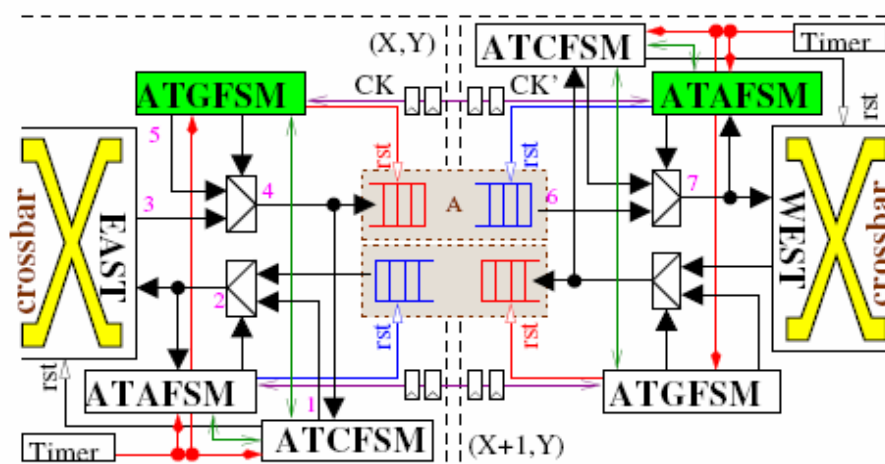 (X,Y)
ATCFSM
Timer
ATGFSM
CK
CK'
ATAFSM
rst
5
rst
rst
4
7
3
A
6
crossbar
EAST
WEST
crossbar
2
rst
rst
rst
ATAFSM
1
ATGFSM
ATCFSM
(X+1,Y)
Timer